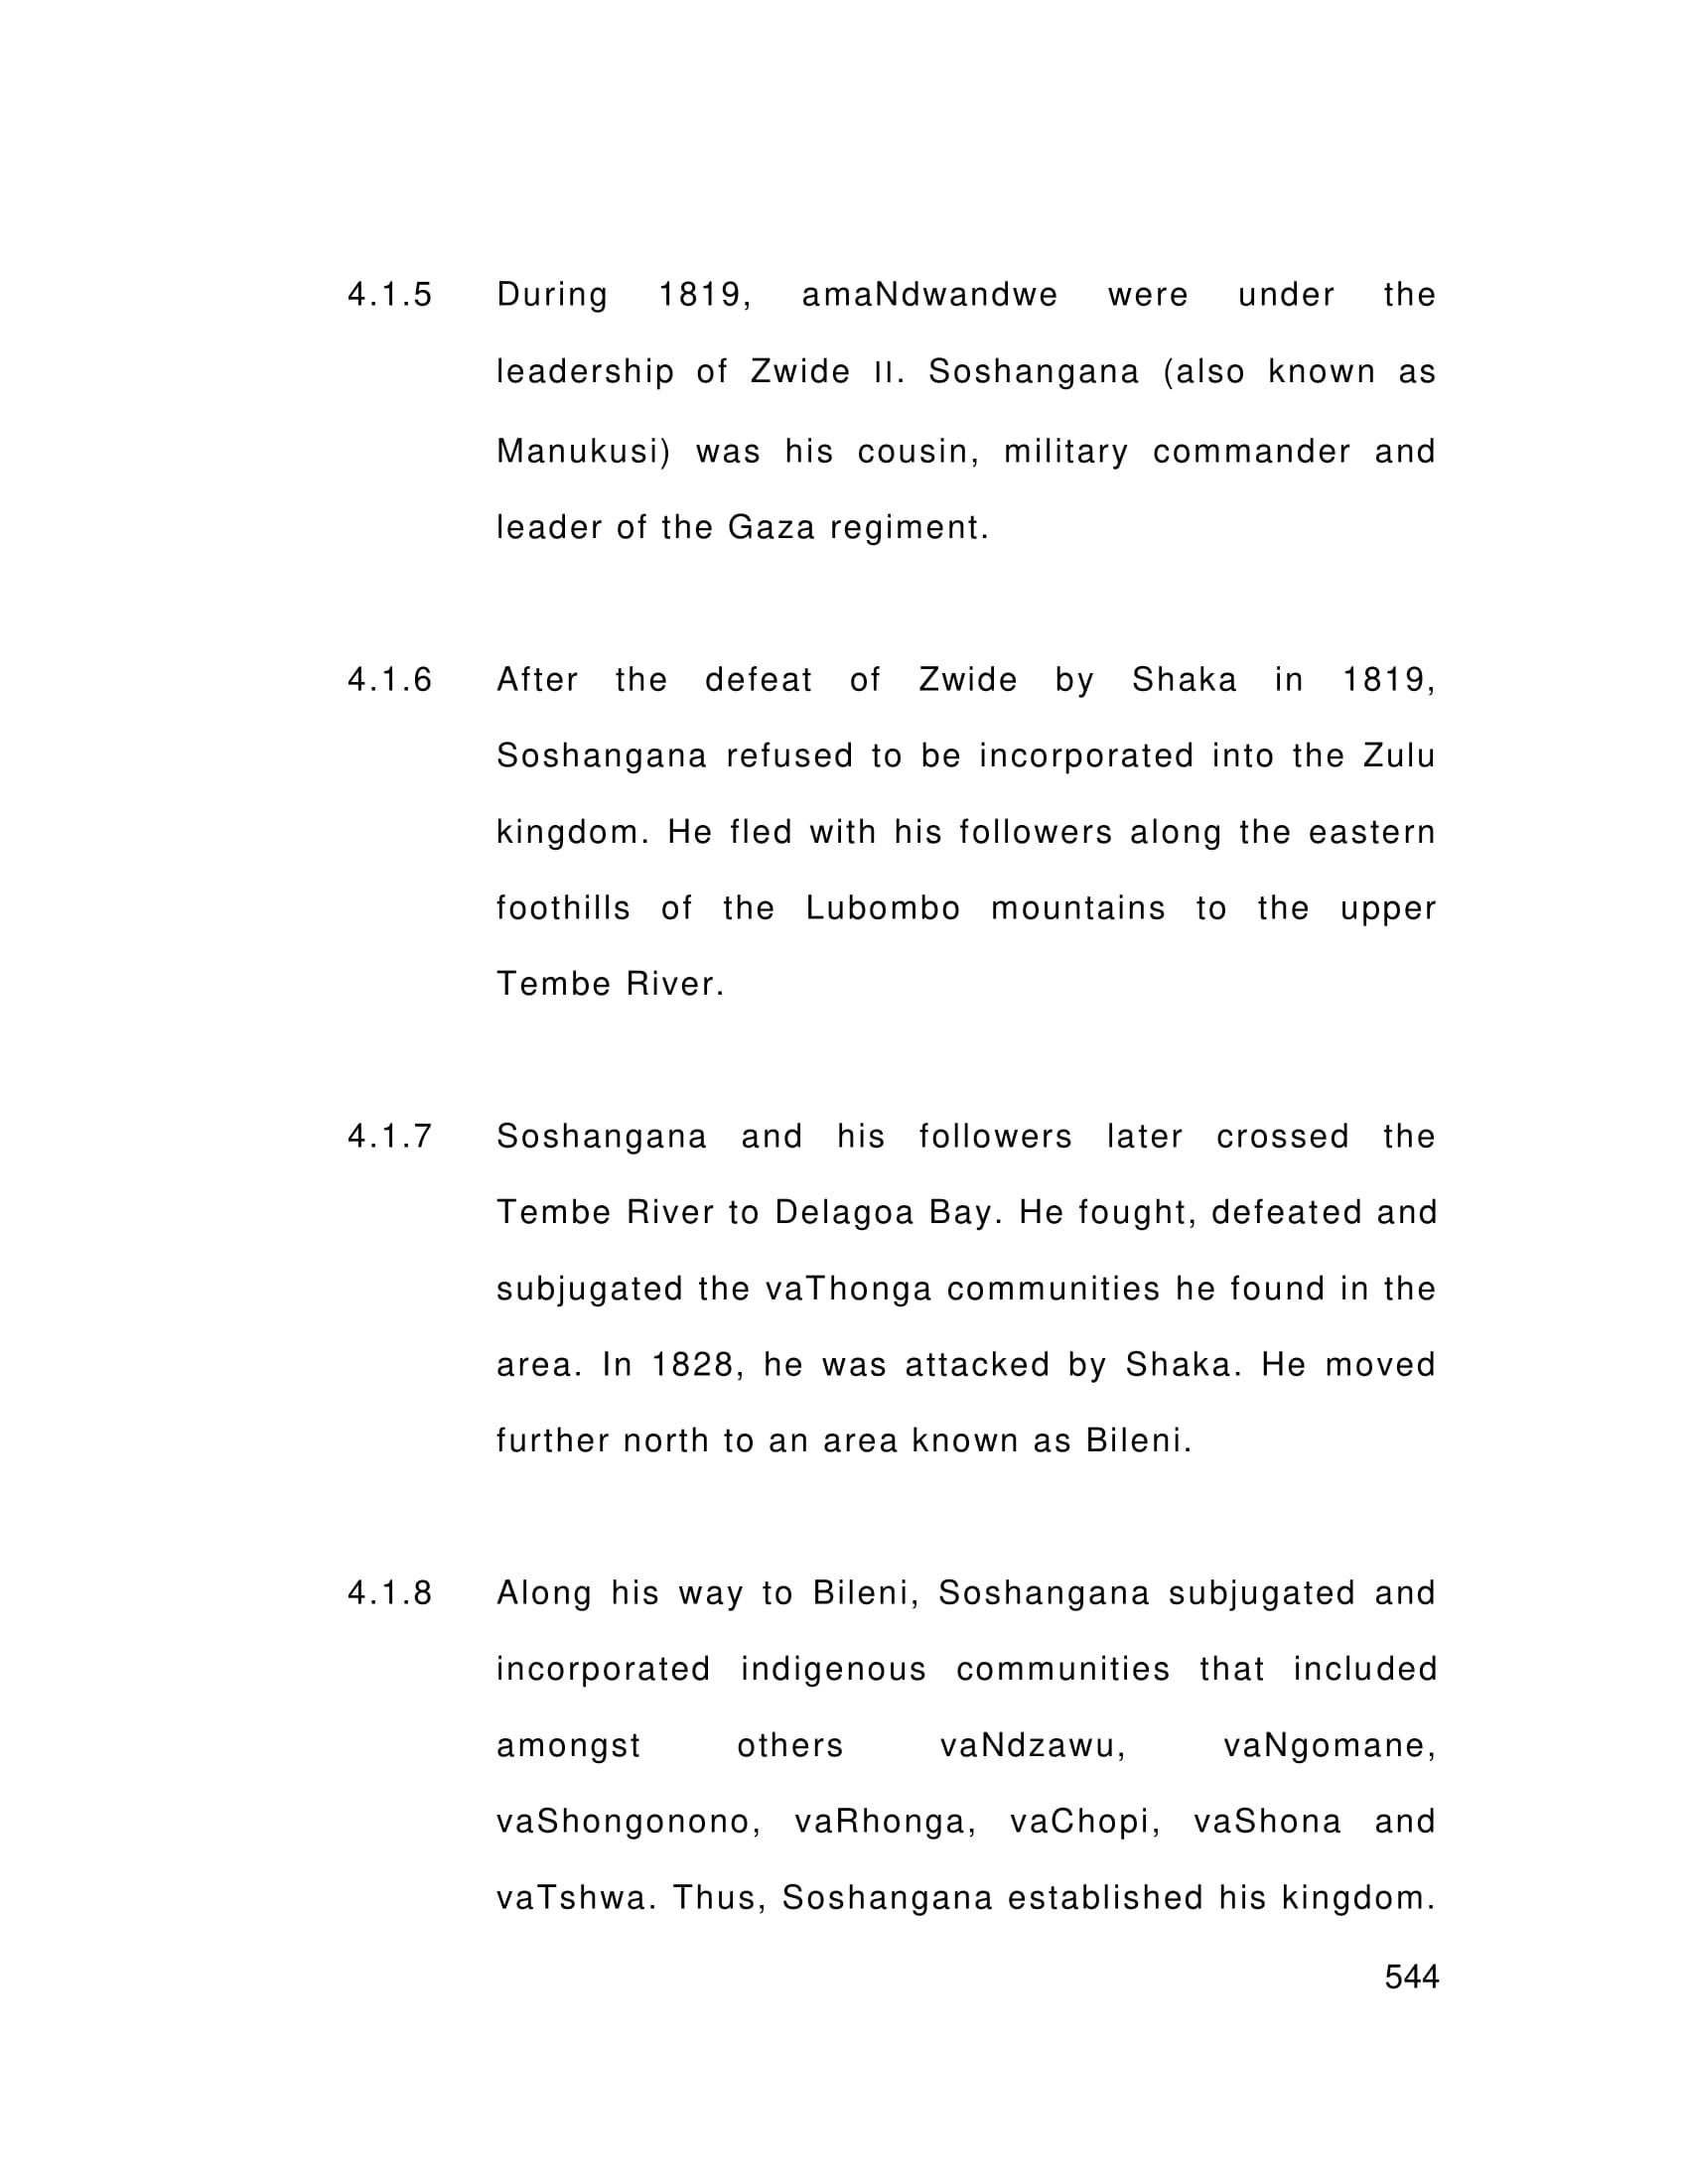 4.1.5 During 1819, amaNdwandwe were under the
leadership of Zwide II. Soshangana (also known as
Manukusi) was his cousin, military commander and
leader of the Gaza regiment.
4.1.6 After the defeat of Zwide by Shaka in 1819,
Soshangana refused to be incorporated into the Zulu
kingdom. He fled with his followers along the eastern
foothills of the Lubombo mountains to the upper
Tembe River.
4.1.7 Soshangana and his followers later crossed the
Tembe River to Delagoa Bay. He fought, defeated and
subjugated the vaThonga communities he found in the
area. In 1828, he was attacked by Shaka. He moved
further north to an area known as Bileni.
4.1.8 Along his way to Bileni, Soshangana subjugated and
incorporated indigenous communities that included
amongst others vaNdzawu, vaNgomane,
vaShongonono, vaRhonga, vaChopi, vaShona and
vaTshwa. Thus, Soshangana established his kingdom.
544